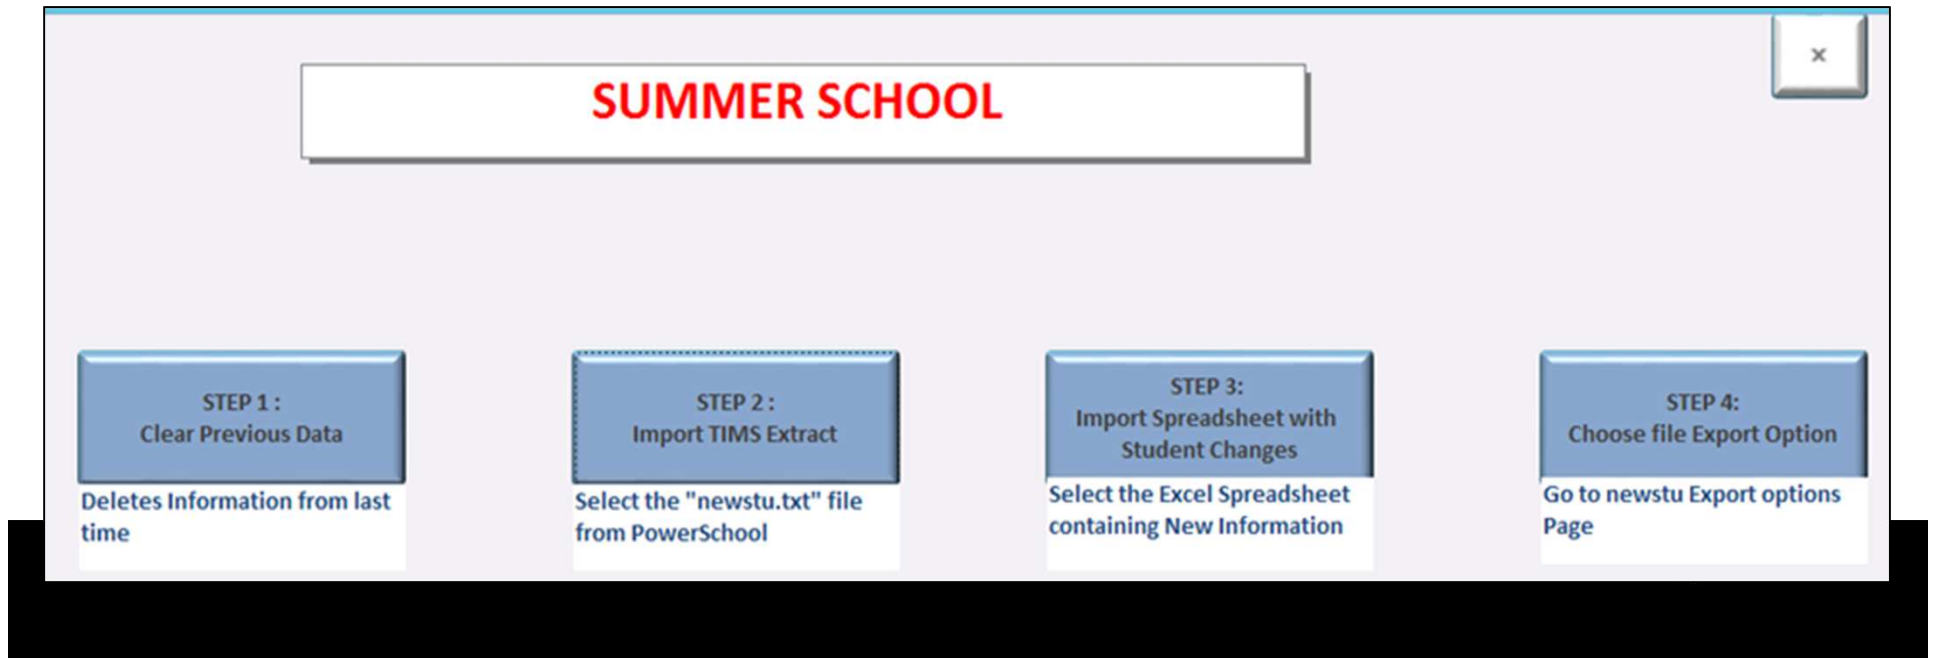 ×
SUMMER SCHOOL
STEP 1 :
Clear Previous Data
Deletes Information from last
time
STEP 2 :
Import TIMS Extract
Select the "newstu.txt" file
from PowerSchool
STEP 3:
Import Spreadsheet with
Student Changes
Select the Excel Spreadsheet
containing New Information
STEP 4:
Choose file Export Option
Go to newstu Export options
Page